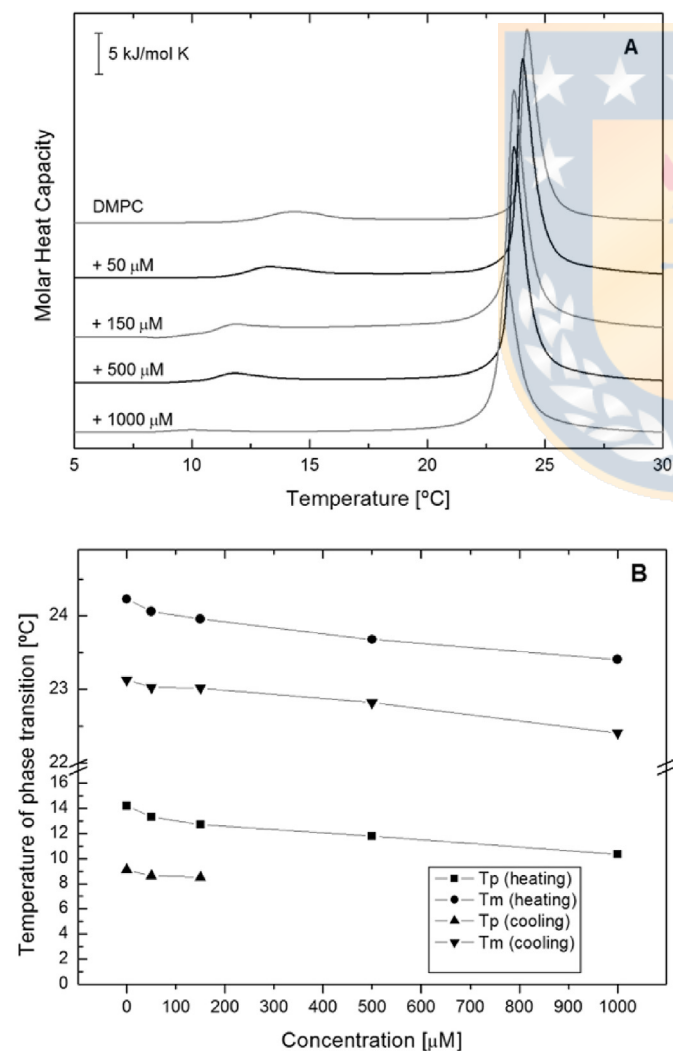 A
5 kJ/mol K
DMPC
+ 50 μM
+ 150 μM
+ 500 μM
+ 1000 μM
Molar Heat Capacity
5 10 15 20 25 30
Temperature [ºC]
B
24
23
22
16
14
12
10
8
6
4
2
0
Temperature of phase transition [ºC]
Tp (heating)
Tm (heating)
Tp (cooling)
Tm (cooling)
0 100 200 300 400 500 600 700 800 900 1000
Concentration [μM]